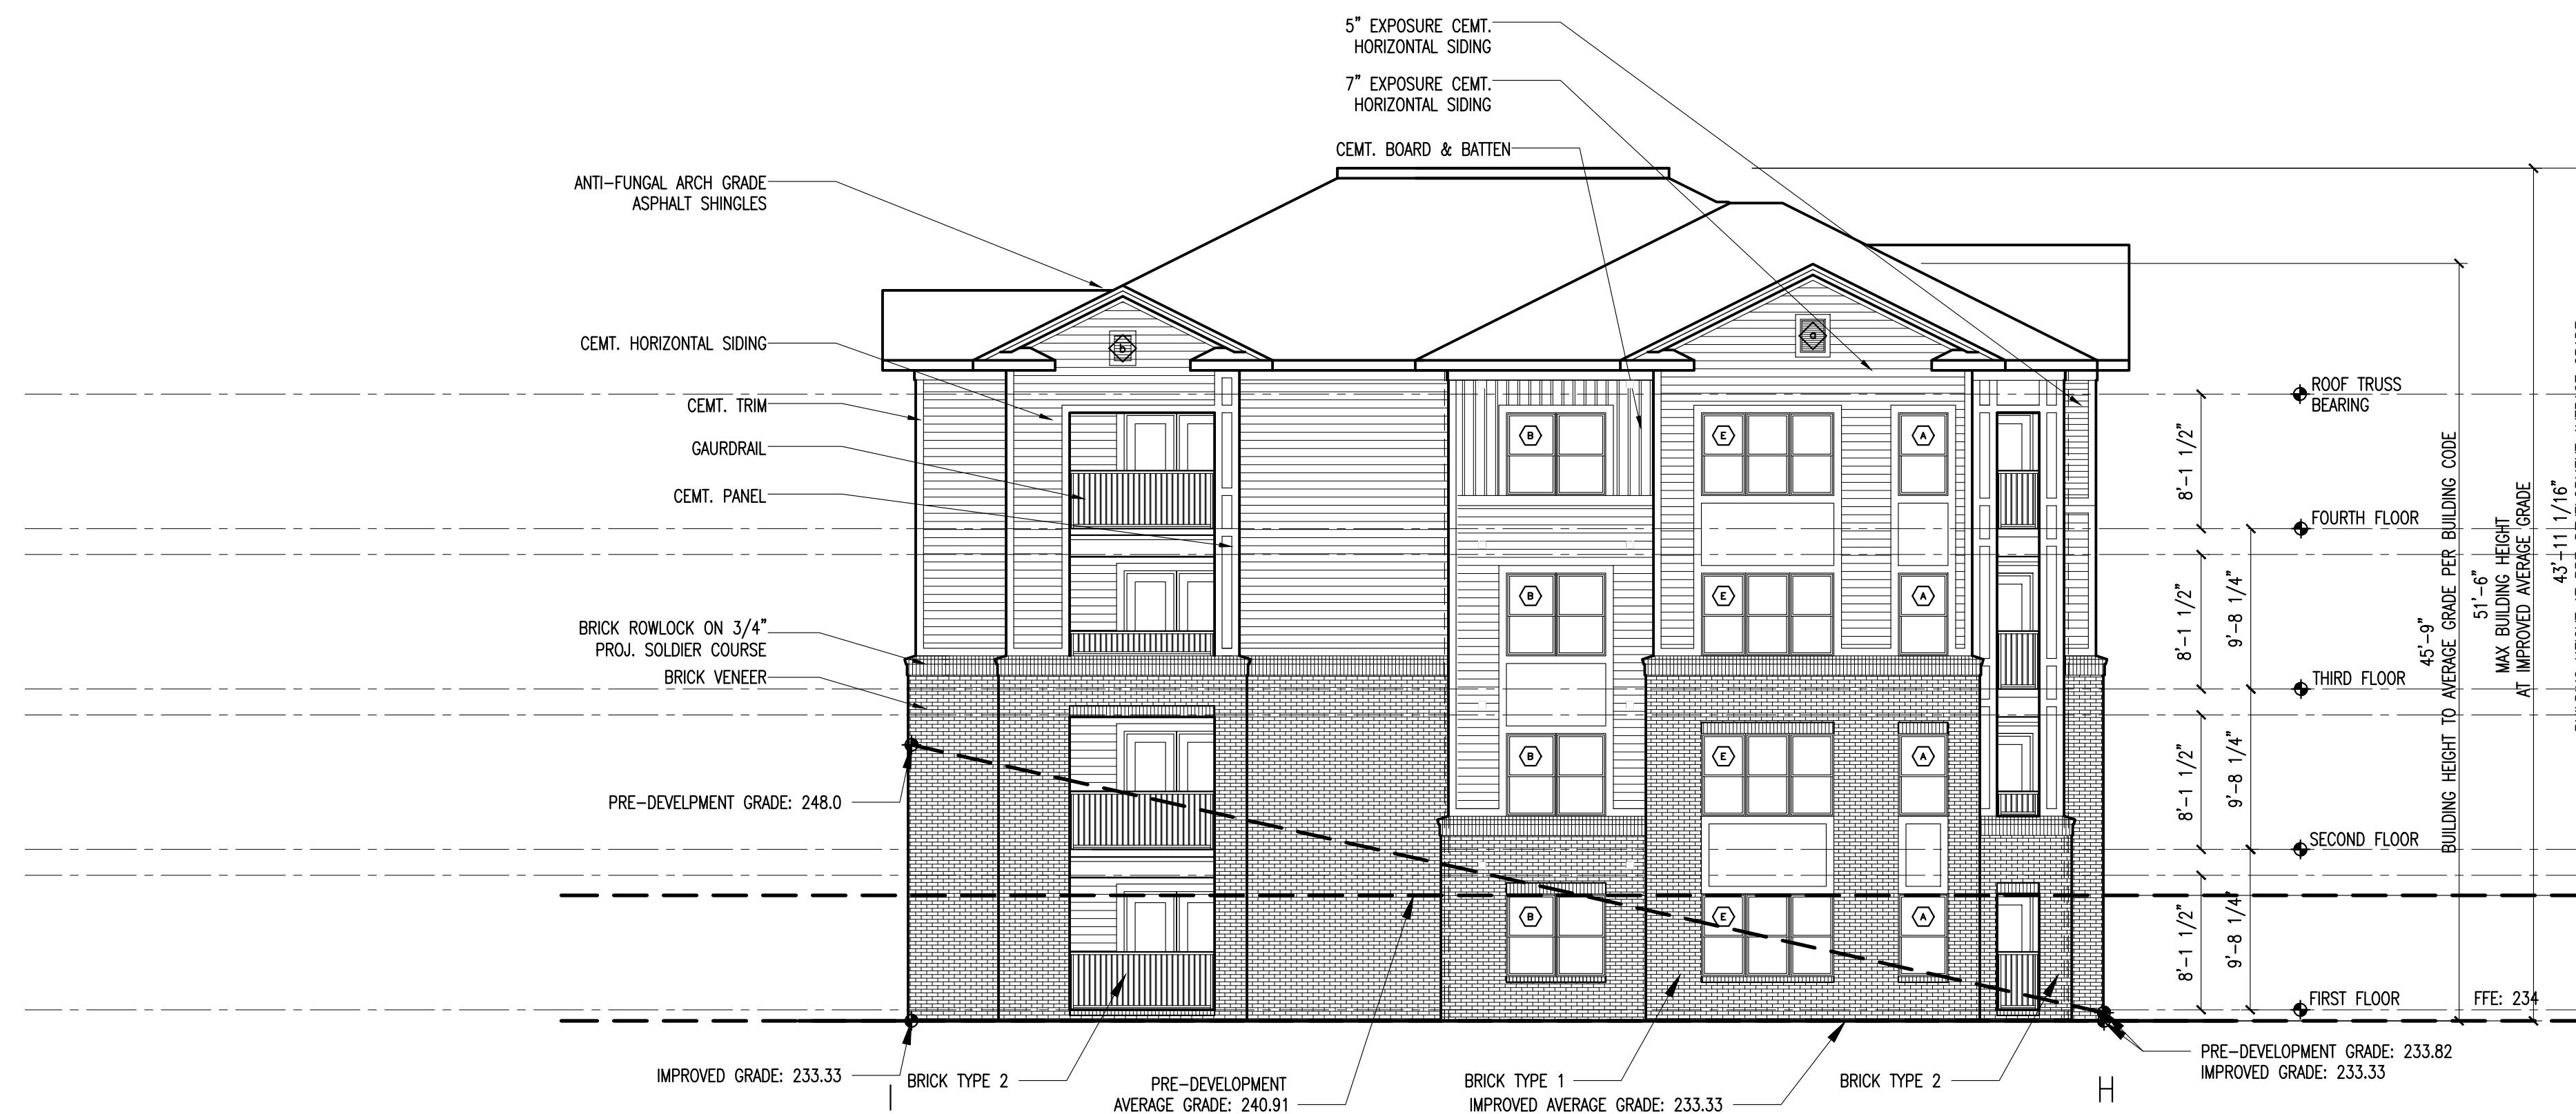 5" EXPOSURE CEMT.
HORIZONTAL SIDING
7" EXPOSURE CEMT.
HORIZONTAL SIDING
CEMT. BOARD & BATTEN
ANTI-FUNGAL ARCH GRADE
ASPHALT SHINGLES
CEMT. HORIZONTAL SIDING
CEMT. TRIM
GAURDRAIL
CEMT. PANEL
BRICK ROWLOCK ON 3/4"
PROJ. SOLDIER COURSE
BRICK VENEER
PRE-DEVELPMENT GRADE: 248.0
IMPROVED GRADE: 233.33
I
BRICK TYPE 2
PRE-DEVELOPMENT
AVERAGE GRADE: 240.91
BRICK TYPE 1
IMPROVED AVERAGE GRADE: 233.33
BRICK TYPE 2
H
PRE-DEVELOPMENT GRADE: 233.82
IMPROVED GRADE: 233.33
b
a
B
E
A
B
E
A
B
E
A
B
E
A
8'-1 1/2"
8'-1 1/2"
8'-1 1/2"
8'-1 1/2"
9'-8 1/4"
9'-8 1/4"
9'-8 1/4"
ROOF TRUSS
BEARING
FOURTH FLOOR
THIRD FLOOR
SECOND FLOOR
FIRST FLOOR
FFE: 234
45'-9"
BUILDING HEIGHT TO AVERAGE GRADE PER BUILDING CODE
51'-6"
MAX BUILDING HEIGHT
AT IMPROVED AVERAGE GRADE
43'-11 1/16"